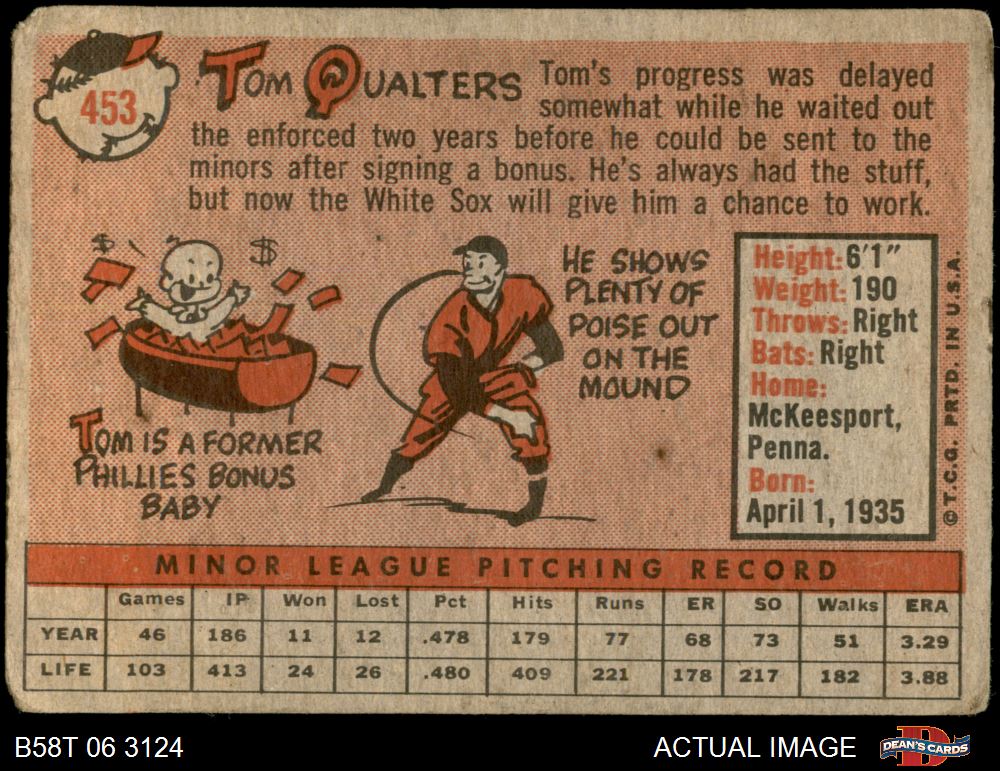 453
TOM QUALTERS
Tom's progress was delayed
somewhat while he waited out
the enforced two years before he could be sent to the
minors after signing a bonus. He's always had the stuff,
but now the White Sox will give him a chance to work.
$ $
TOM IS A FORMER
PHILLIES BONUS
BABY
HE SHOWS
PLENTY OF
POISE OUT
ON THE
MOUND
Height: 6'1"
Weight: 190
Throws: Right
Bats: Right
Home:
McKeesport,
Penna.
Born:
April 1, 1935
© T.C.G. PRTD. IN U.S.A.
MINOR LEAGUE PITCHING RECORD
Games IP Won Lost Pct Hits Runs ER SO Walks ERA
YEAR 46 186 11 12 .478 179 77 68 73 51 3.29
LIFE 103 413 24 26 .480 409 221 178 217 182 3.88
B58T 06 3124
ACTUAL IMAGE
DEAN'S CARDS